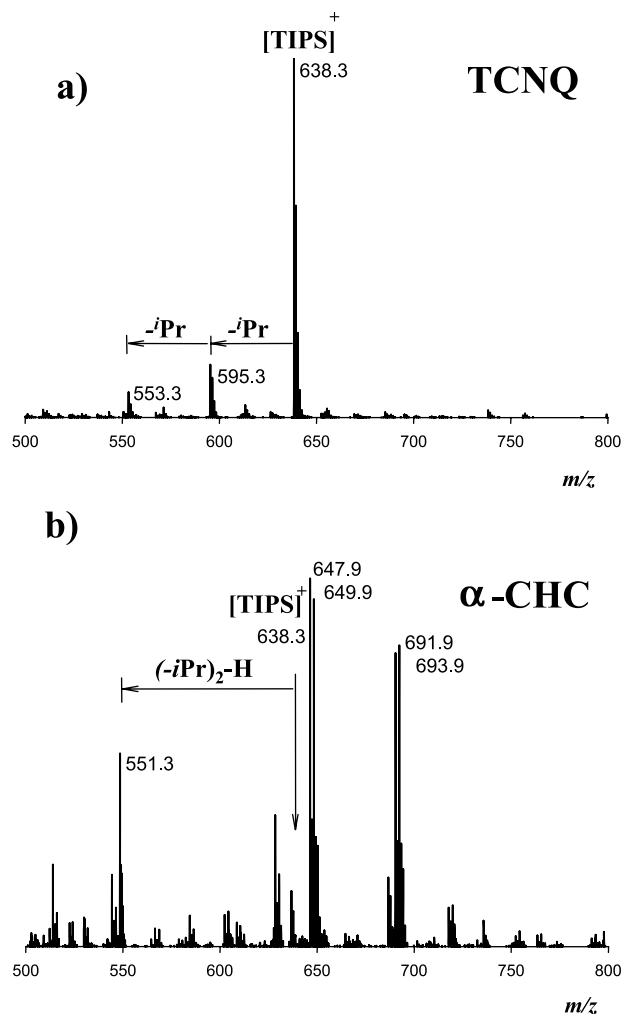 a)
[TIPS]+
638.3
TCNQ
-iPr
-iPr
553.3
595.3
500 550 600 650 700 750 800
m/z
b)
647.9
[TIPS]+
649.9
α-CHC
638.3
691.9
693.9
(-iPr)2-H
551.3
500 550 600 650 700 750 800
m/z